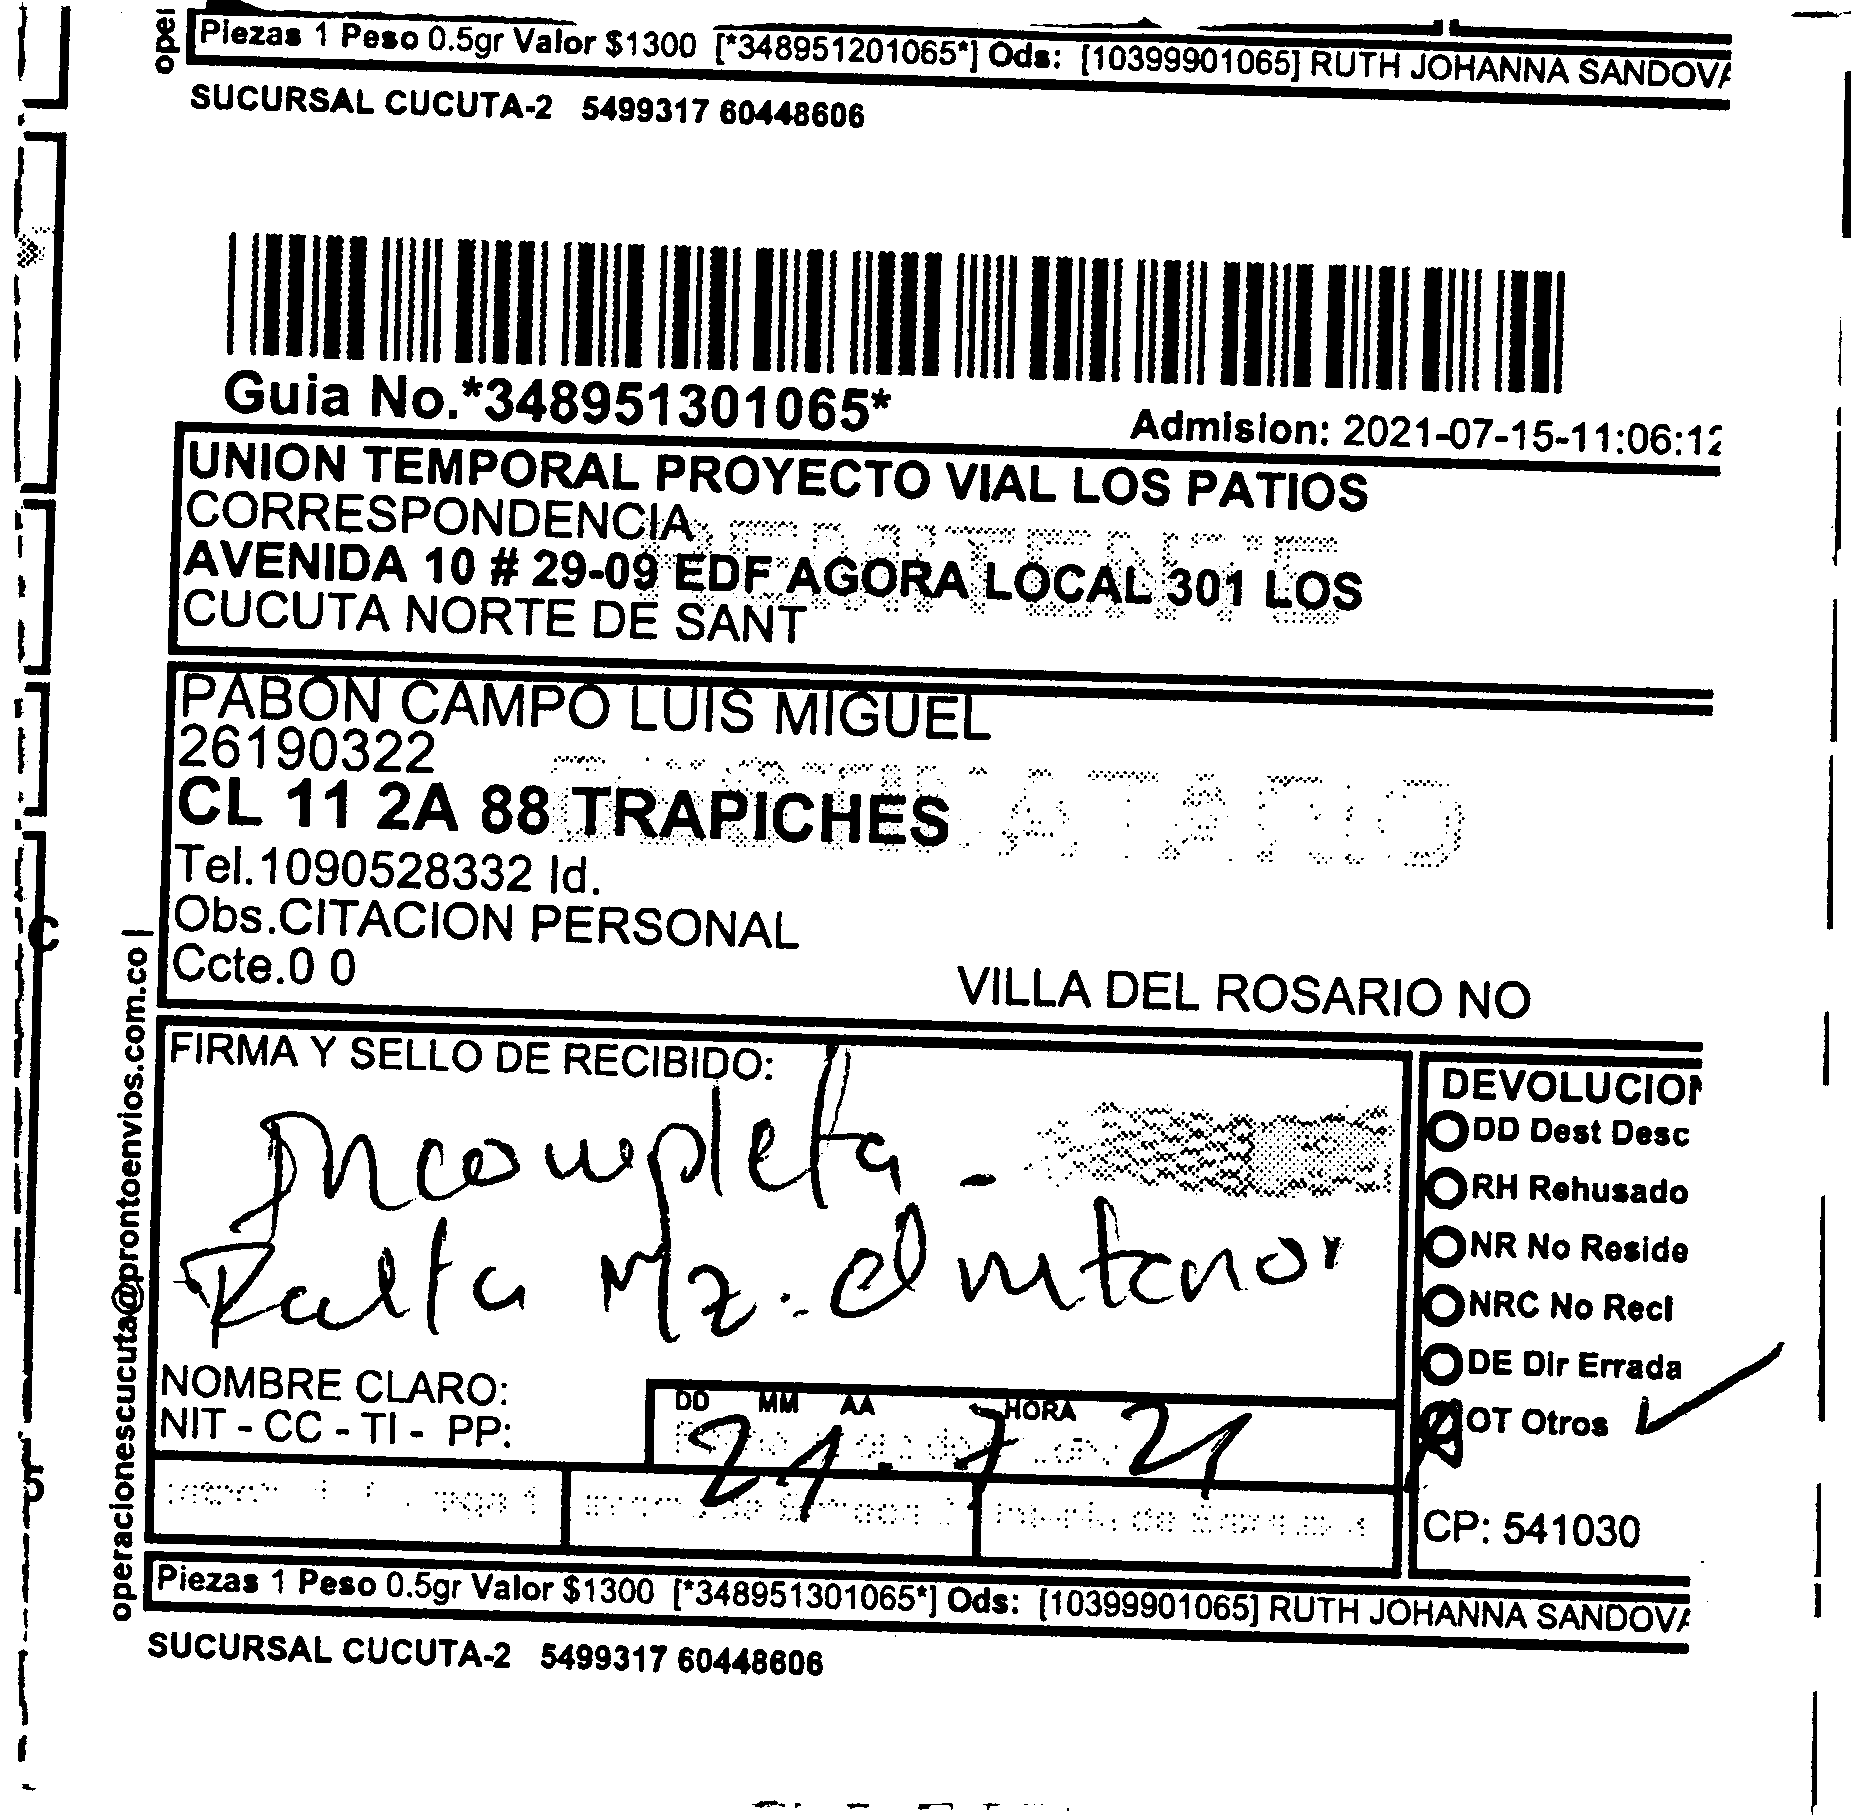 Piezas 1 Peso 0.5gr Valor $1300 [*348951201065*] Ods: [10399901065] RUTH JOHANNA SANDOVA
SUCURSAL CUCUTA-2 5499317 60448606
Guia No.*348951301065*
Admision: 2021-07-15-11:06:12
UNION TEMPORAL PROYECTO VIAL LOS PATIOS
CORRESPONDENCIA
REMITENTE
AVENIDA 10 # 29-09 EDF AGORA LOCAL 301 LOS
CUCUTA NORTE DE SANT
PABON CAMPO LUIS MIGUEL
26190322
DESTINATARIO
CL 11 2A 88 TRAPICHES
Tel.1090528332 Id.
Obs.CITACION PERSONAL
Ccte.0 0
VILLA DEL ROSARIO NO
operacionescucuta@prontoenvios.com.co |
FIRMA Y SELLO DE RECIBIDO:
Incompleta -
Falta Mz. o Interior
NOMBRE CLARO:
NIT - CC - TI - PP:
DD MM AA HORA
21 - 7 21
DEVOLUCION
DD Dest Desc
RH Rehusado
NR No Reside
NRC No Recl
DE Dir Errada
OT Otros
CP: 541030
Piezas 1 Peso 0.5gr Valor $1300 [*348951301065*] Ods: [10399901065] RUTH JOHANNA SANDOVA
SUCURSAL CUCUTA-2 5499317 60448606